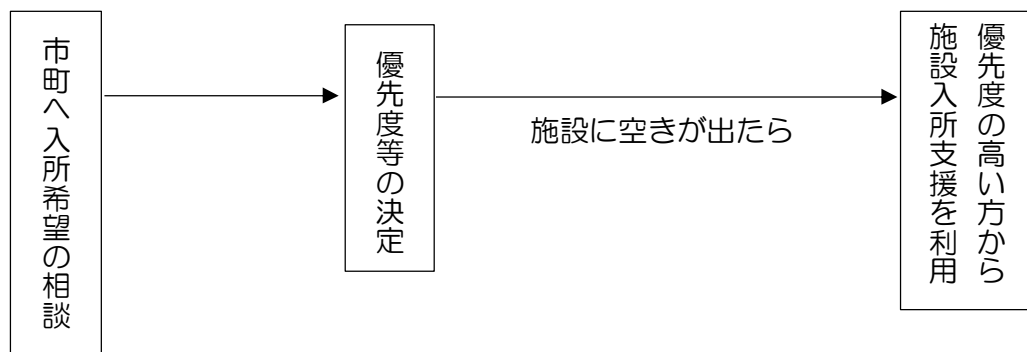 市町へ入所希望の相談
優先度等の決定
施設に空きが出たら
優先度の高い方から
施設入所支援を利用